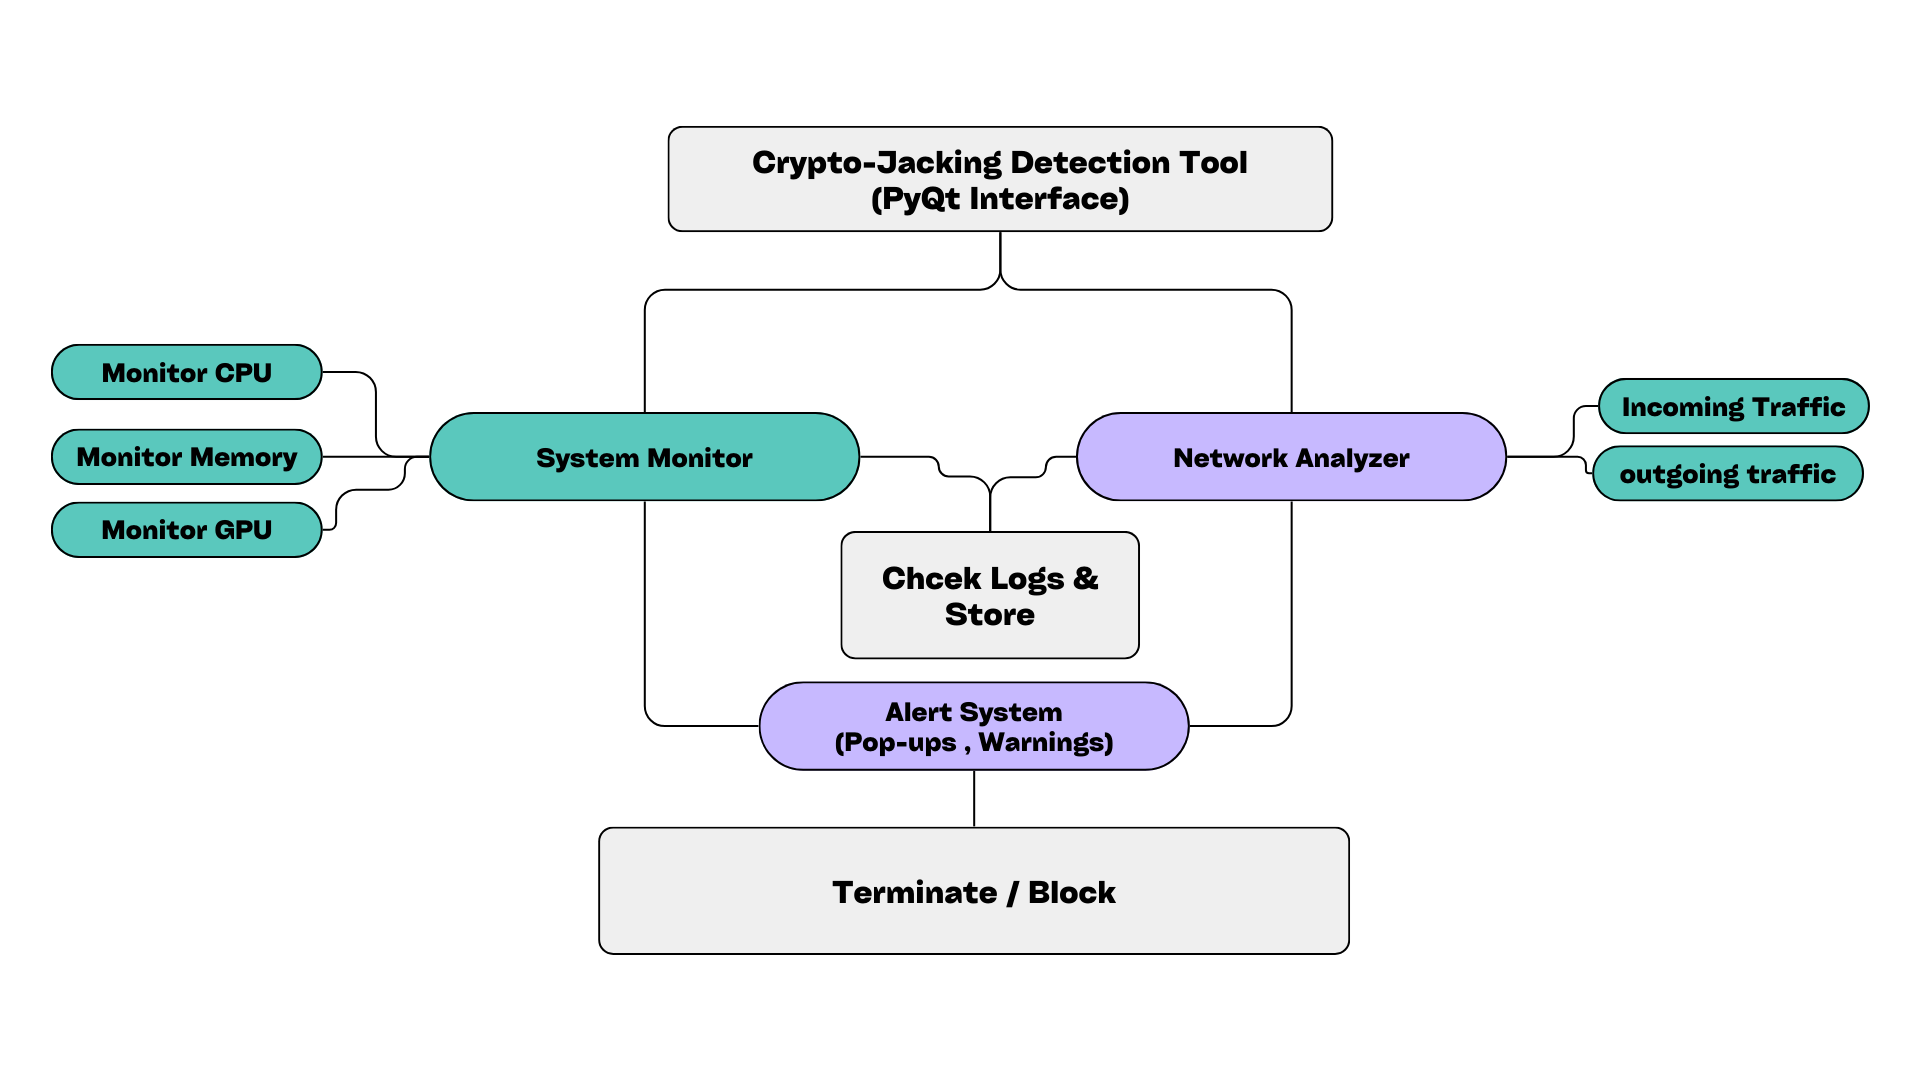 Crypto-Jacking Detection Tool
(PyQt Interface)
Monitor CPU
Monitor Memory
Monitor GPU
System Monitor
Network Analyzer
Incoming Traffic
outgoing traffic
Chcek Logs &
Store
Alert System
(Pop-ups , Warnings)
Terminate / Block